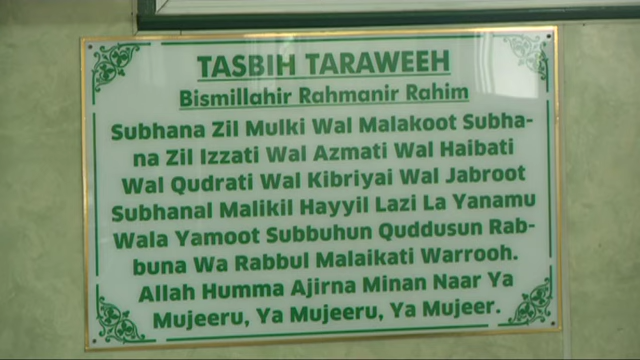 TASBIH TARAWEEH
Bismillahir Rahmanir Rahim
Subhana Zil Mulki Wal Malakoot Subha-
na Zil Izzati Wal Azmati Wal Haibati
Wal Qudrati Wal Kibriyai Wal Jabroot
Subhanal Malikil Hayyil Lazi La Yanamu
Wala Yamoot Subbuhun Quddusun Rab-
buna Wa Rabbul Malaikati Warrooh.
Allah Humma Ajirna Minan Naar Ya
Mujeeru, Ya Mujeeru, Ya Mujeer.